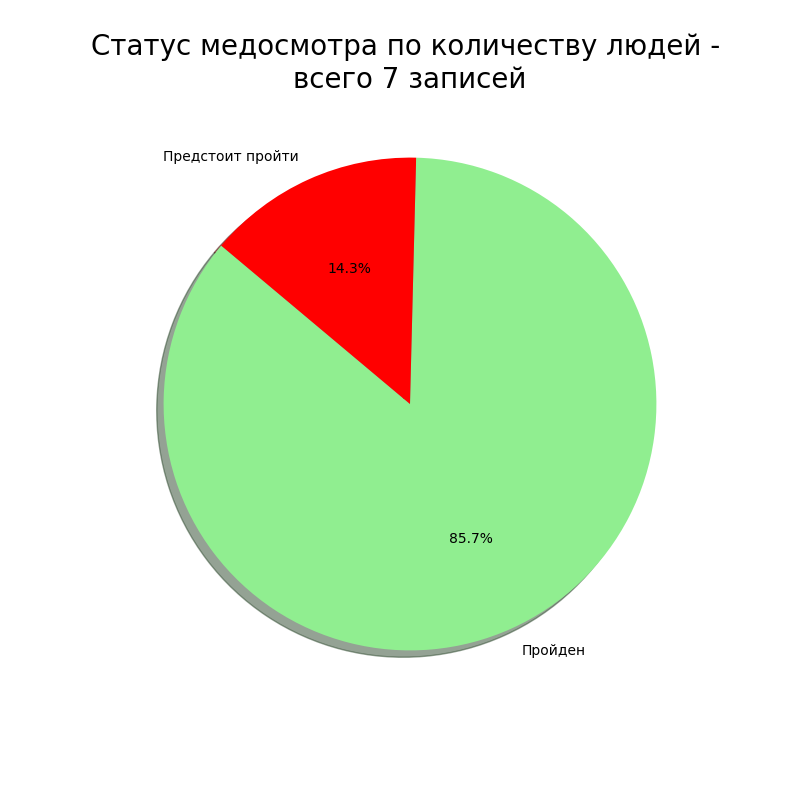 Статус медосмотра по количеству людей -
всего 7 записей
Предстоит пройти
14.3%
85.7%
Пройден